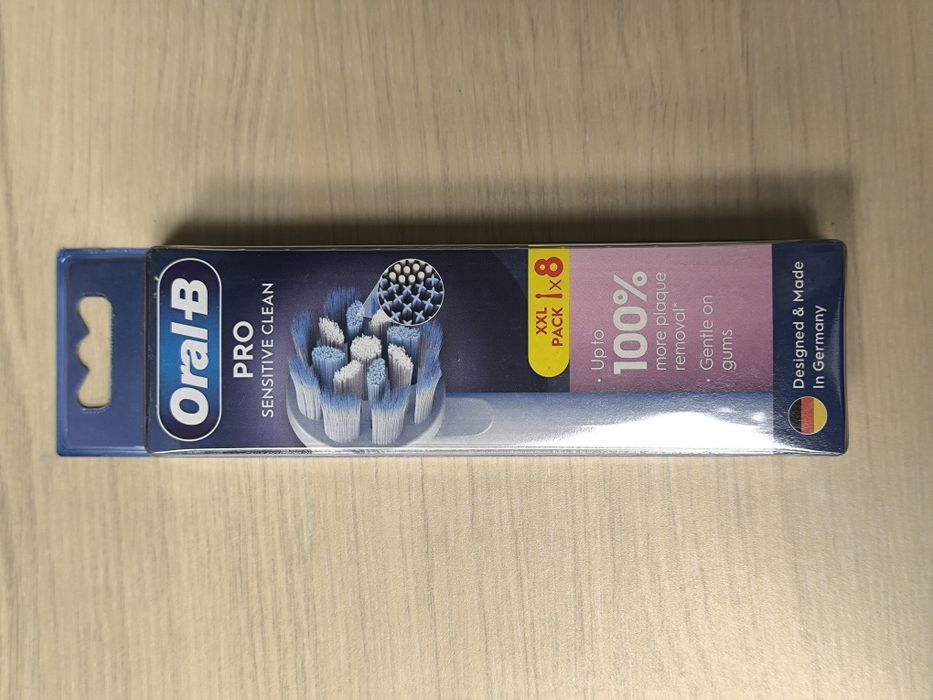 Oral-B
PRO
SENSITIVE CLEAN
XXL
PACK x8
• Up to
100%
more plaque
removal*
• Gentle on
gums
Designed & Made
In Germany